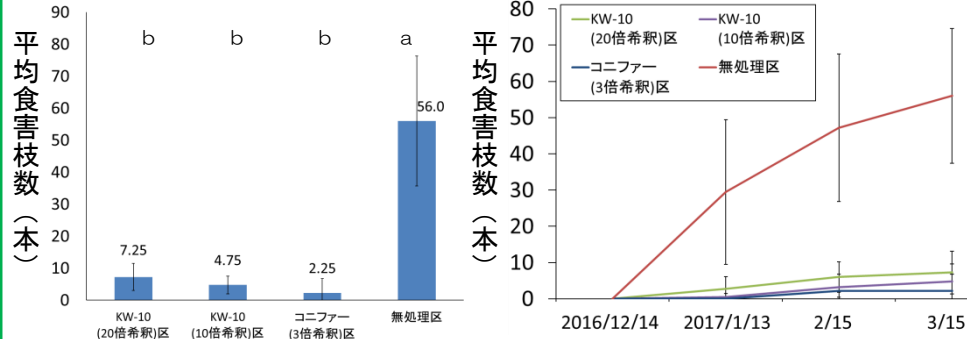 平均食害枝数（本）
90
80
70
60
50
40
30
20
10
0
b
b
b
a
7.25
4.75
2.25
56.0
KW-10
(20倍希釈)区
KW-10
(10倍希釈)区
コニファー
(3倍希釈)区
無処理区
平均食害枝数（本）
80
70
60
50
40
30
20
10
0
KW-10
(20倍希釈)区
KW-10
(10倍希釈)区
コニファー
(3倍希釈)区
無処理区
2016/12/14
2017/1/13
2/15
3/15